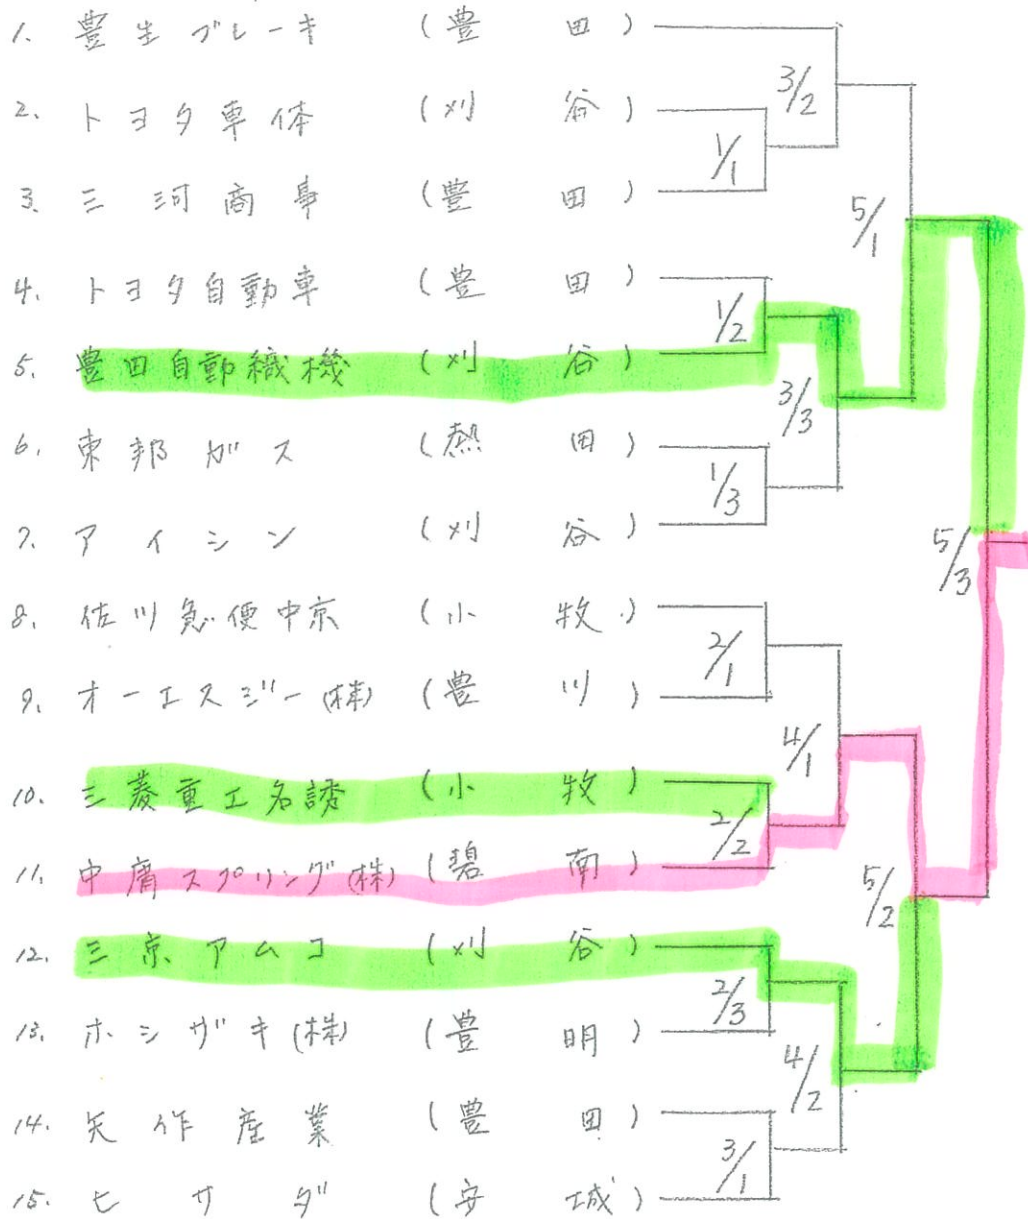 1. 豊生ブレーキ (豊田)
2. トヨタ車体 (刈谷)
3. 三河商事 (豊田)
4. トヨタ自動車 (豊田)
5. 豊田自動織機 (刈谷)
6. 東邦ガス (熱田)
7. アイシン (刈谷)
8. 佐川急便中京 (小牧)
9. オーエスジー(株) (豊川)
10. 三菱重工名誘 (小牧)
11. 中庸スプリング(株) (碧南)
12. 三京アムコ (刈谷)
13. ホシザキ(株) (豊明)
14. 矢作産業 (豊田)
15. ヒサダ (安城)
3/2
1/1
5/1
1/2
3/3
1/3
5/3
2/1
4/1
2/2
5/2
2/3
4/2
3/1